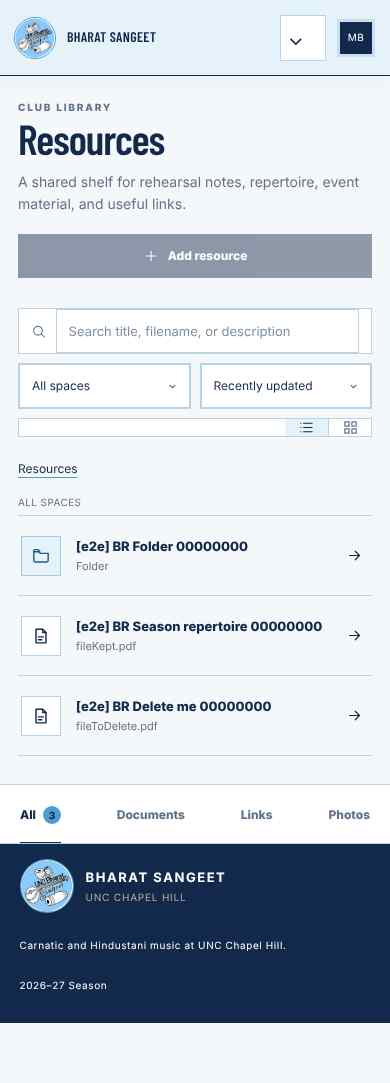 BHARAT SANGEET
MB
CLUB LIBRARY
Resources
A shared shelf for rehearsal notes, repertoire, event
material, and useful links.
Add resource
Search title, filename, or description
All spaces
Recently updated
Resources
ALL SPACES
[e2e] BR Folder 00000000
Folder
[e2e] BR Season repertoire 00000000
fileKept.pdf
[e2e] BR Delete me 00000000
fileToDelete.pdf
All 3 Documents Links Photos
BHARAT SANGEET
UNC CHAPEL HILL
Carnatic and Hindustani music at UNC Chapel Hill.
2026–27 Season